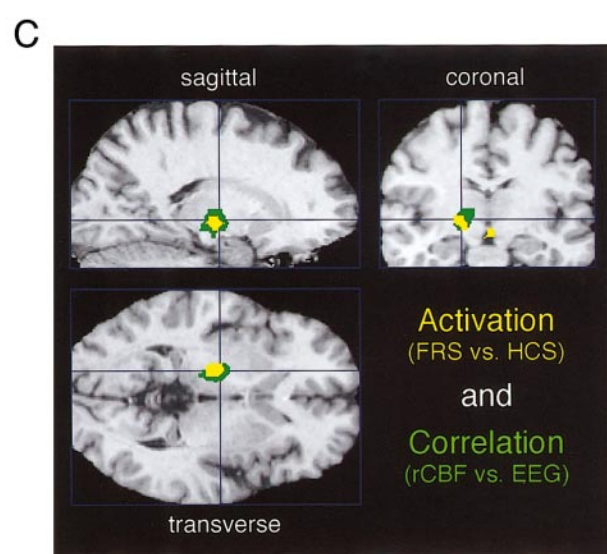 C
sagittal
coronal
Activation
(FRS vs. HCS)
and
Correlation
(rCBF vs. EEG)
transverse